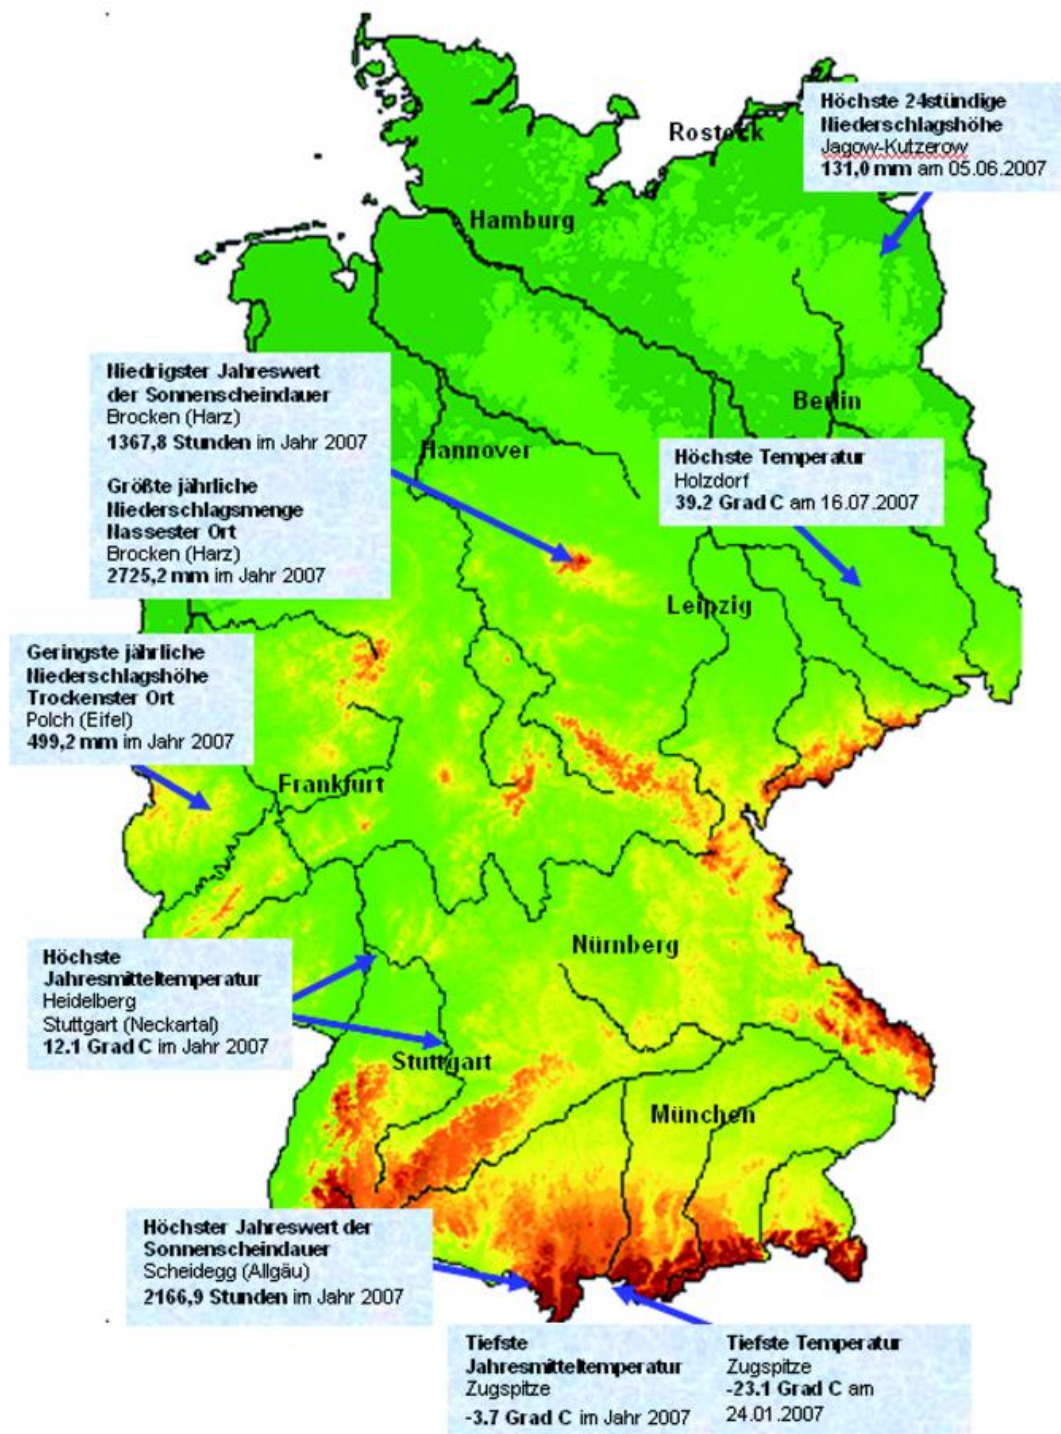 Höchste 24stündige
Niederschlagshöhe
Jagow-Kutzerow
131,0 mm am 05.06.2007
Rostock
Hamburg
Niedrigster Jahreswert
der Sonnenscheindauer
Brocken (Harz)
1367,8 Stunden im Jahr 2007
Größte jährliche
Niederschlagsmenge
Nassester Ort
Brocken (Harz)
2725,2 mm im Jahr 2007
Berlin
Hannover
Höchste Temperatur
Holzdorf
39.2 Grad C am 16.07.2007
Leipzig
Geringste jährliche
Niederschlagshöhe
Trockenster Ort
Polch (Eifel)
499,2 mm im Jahr 2007
Frankfurt
Nürnberg
Höchste
Jahresmitteltemperatur
Heidelberg
Stuttgart (Neckartal)
12.1 Grad C im Jahr 2007
Stuttgart
München
Höchster Jahreswert der
Sonnenscheindauer
Scheidegg (Allgäu)
2166,9 Stunden im Jahr 2007
Tiefste
Jahresmitteltemperatur
Zugspitze
-3.7 Grad C im Jahr 2007
Tiefste Temperatur
Zugspitze
-23.1 Grad C am
24.01.2007